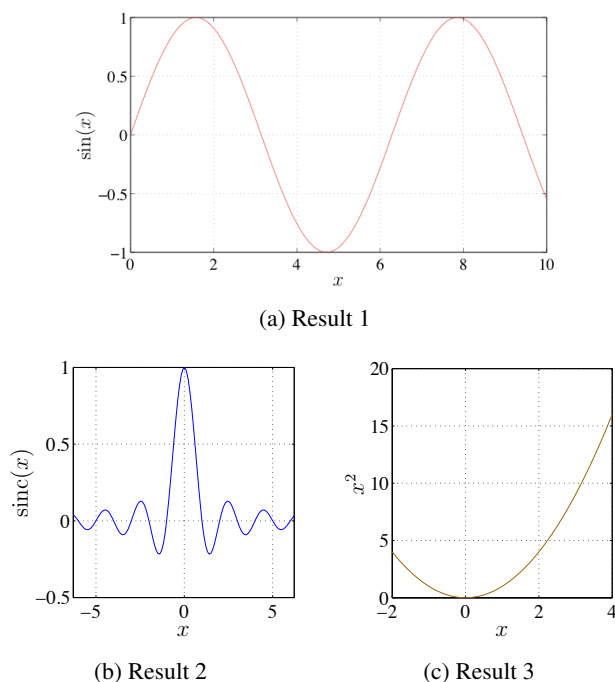 1
0.5
0
−0.5
−1
sin(x)
0 2 4 6 8 10
x
(a) Result 1
1
0.5
0
−0.5
sinc(x)
−5 0 5
x
(b) Result 2
20
15
10
5
0
x²
−2 0 2 4
x
(c) Result 3